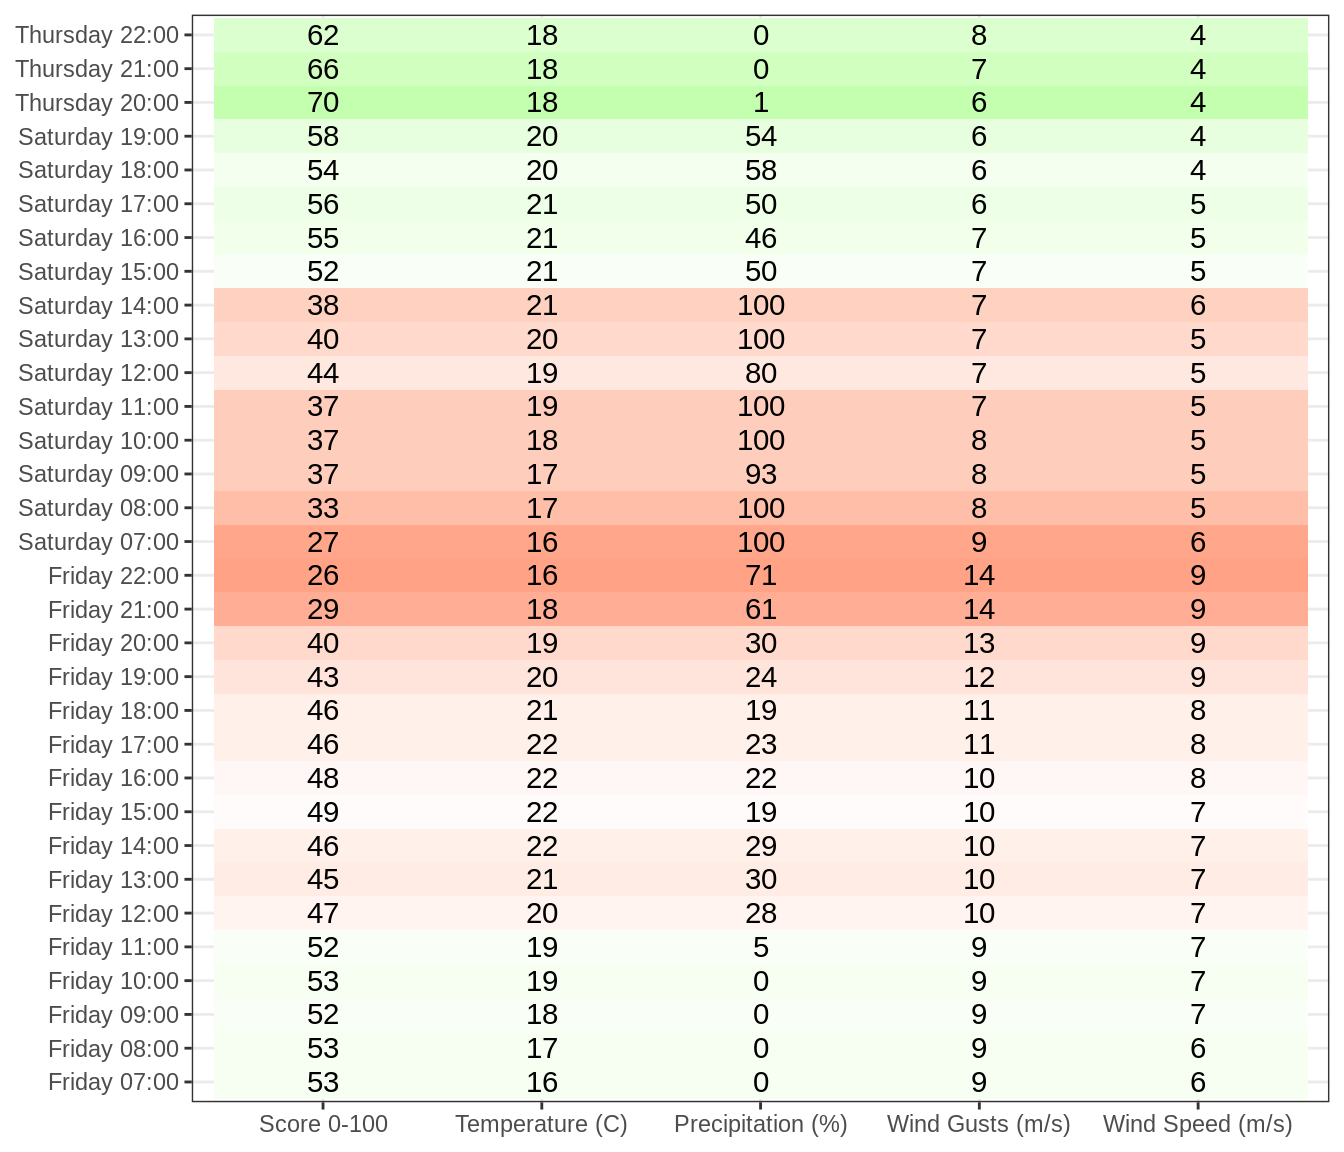 Thursday 22:00 62 18 0 8 4
Thursday 21:00 66 18 0 7 4
Thursday 20:00 70 18 1 6 4
Saturday 19:00 58 20 54 6 4
Saturday 18:00 54 20 58 6 4
Saturday 17:00 56 21 50 6 5
Saturday 16:00 55 21 46 7 5
Saturday 15:00 52 21 50 7 5
Saturday 14:00 38 21 100 7 6
Saturday 13:00 40 20 100 7 5
Saturday 12:00 44 19 80 7 5
Saturday 11:00 37 19 100 7 5
Saturday 10:00 37 18 100 8 5
Saturday 09:00 37 17 93 8 5
Saturday 08:00 33 17 100 8 5
Saturday 07:00 27 16 100 9 6
Friday 22:00 26 16 71 14 9
Friday 21:00 29 18 61 14 9
Friday 20:00 40 19 30 13 9
Friday 19:00 43 20 24 12 9
Friday 18:00 46 21 19 11 8
Friday 17:00 46 22 23 11 8
Friday 16:00 48 22 22 10 8
Friday 15:00 49 22 19 10 7
Friday 14:00 46 22 29 10 7
Friday 13:00 45 21 30 10 7
Friday 12:00 47 20 28 10 7
Friday 11:00 52 19 5 9 7
Friday 10:00 53 19 0 9 7
Friday 09:00 52 18 0 9 7
Friday 08:00 53 17 0 9 6
Friday 07:00 53 16 0 9 6
Score 0-100 Temperature (C) Precipitation (%) Wind Gusts (m/s) Wind Speed (m/s)